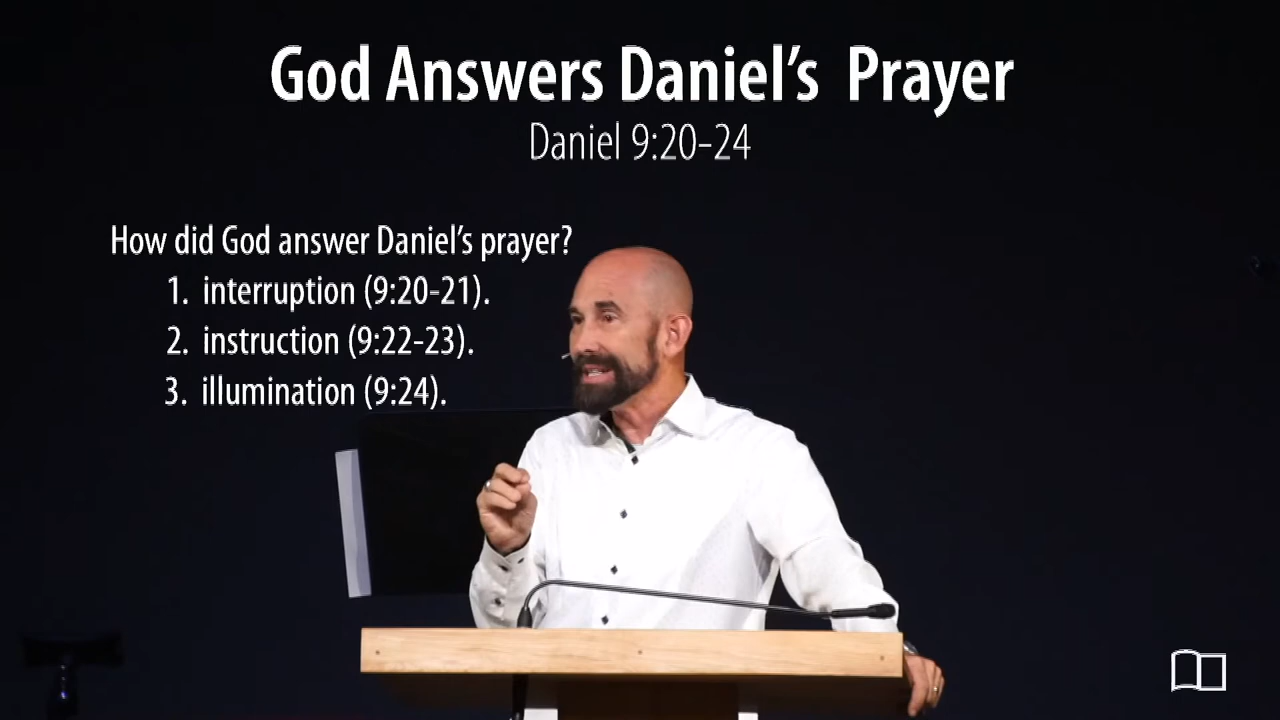 God Answers Daniel's  Prayer
Daniel 9:20-24
How did God answer Daniel's prayer?
1. interruption (9:20-21).
2. instruction (9:22-23).
3. illumination (9:24).